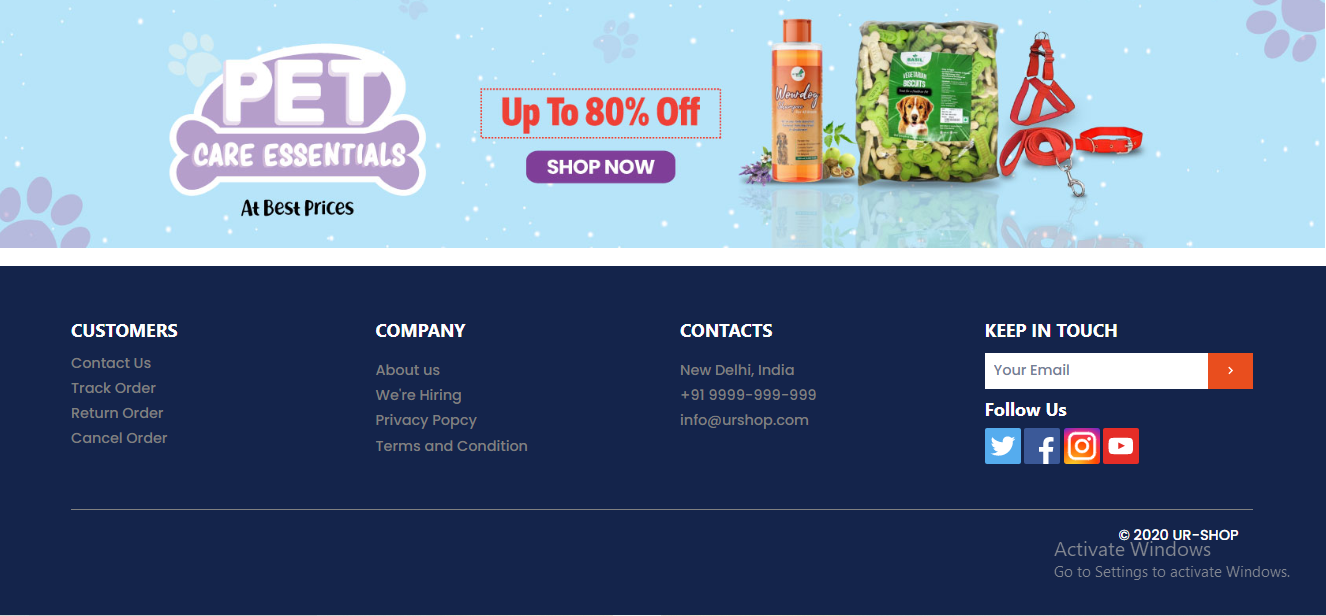 PET
CARE ESSENTIALS
At Best Prices
Up To 80% Off
SHOP NOW
Wowdog
VEGETARIAN
BISCUITS
CUSTOMERS
Contact Us
Track Order
Return Order
Cancel Order
COMPANY
About us
We're Hiring
Privacy Popcy
Terms and Condition
CONTACTS
New Delhi, India
+91 9999-999-999
info@urshop.com
KEEP IN TOUCH
Your Email
Follow Us
© 2020 UR-SHOP
Activate Windows
Go to Settings to activate Windows.